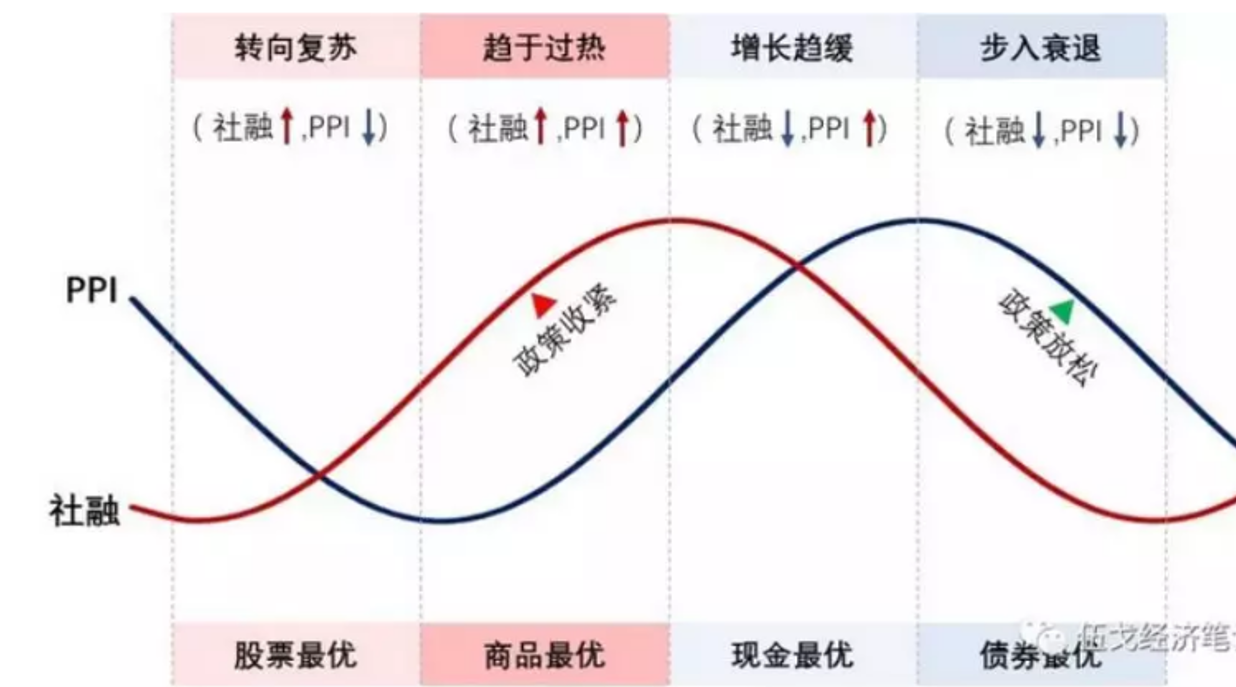 转向复苏
趋于过热
增长趋缓
步入衰退
（社融↑,PPI↓）
（社融↑,PPI↑）
（社融↓,PPI↑）
（社融↓,PPI↓）
PPI
政策收紧
政策放松
社融
股票最优
商品最优
现金最优
债券最优
伍戈经济笔